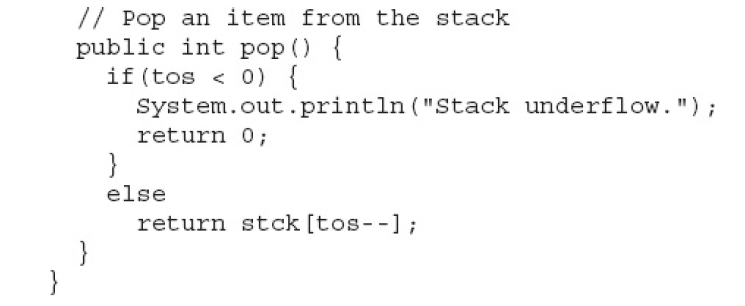 // Pop an item from the stack
public int pop() {
if(tos < 0) {
System.out.println("Stack underflow.");
return 0;
}
else
return stck[tos--];
}
}